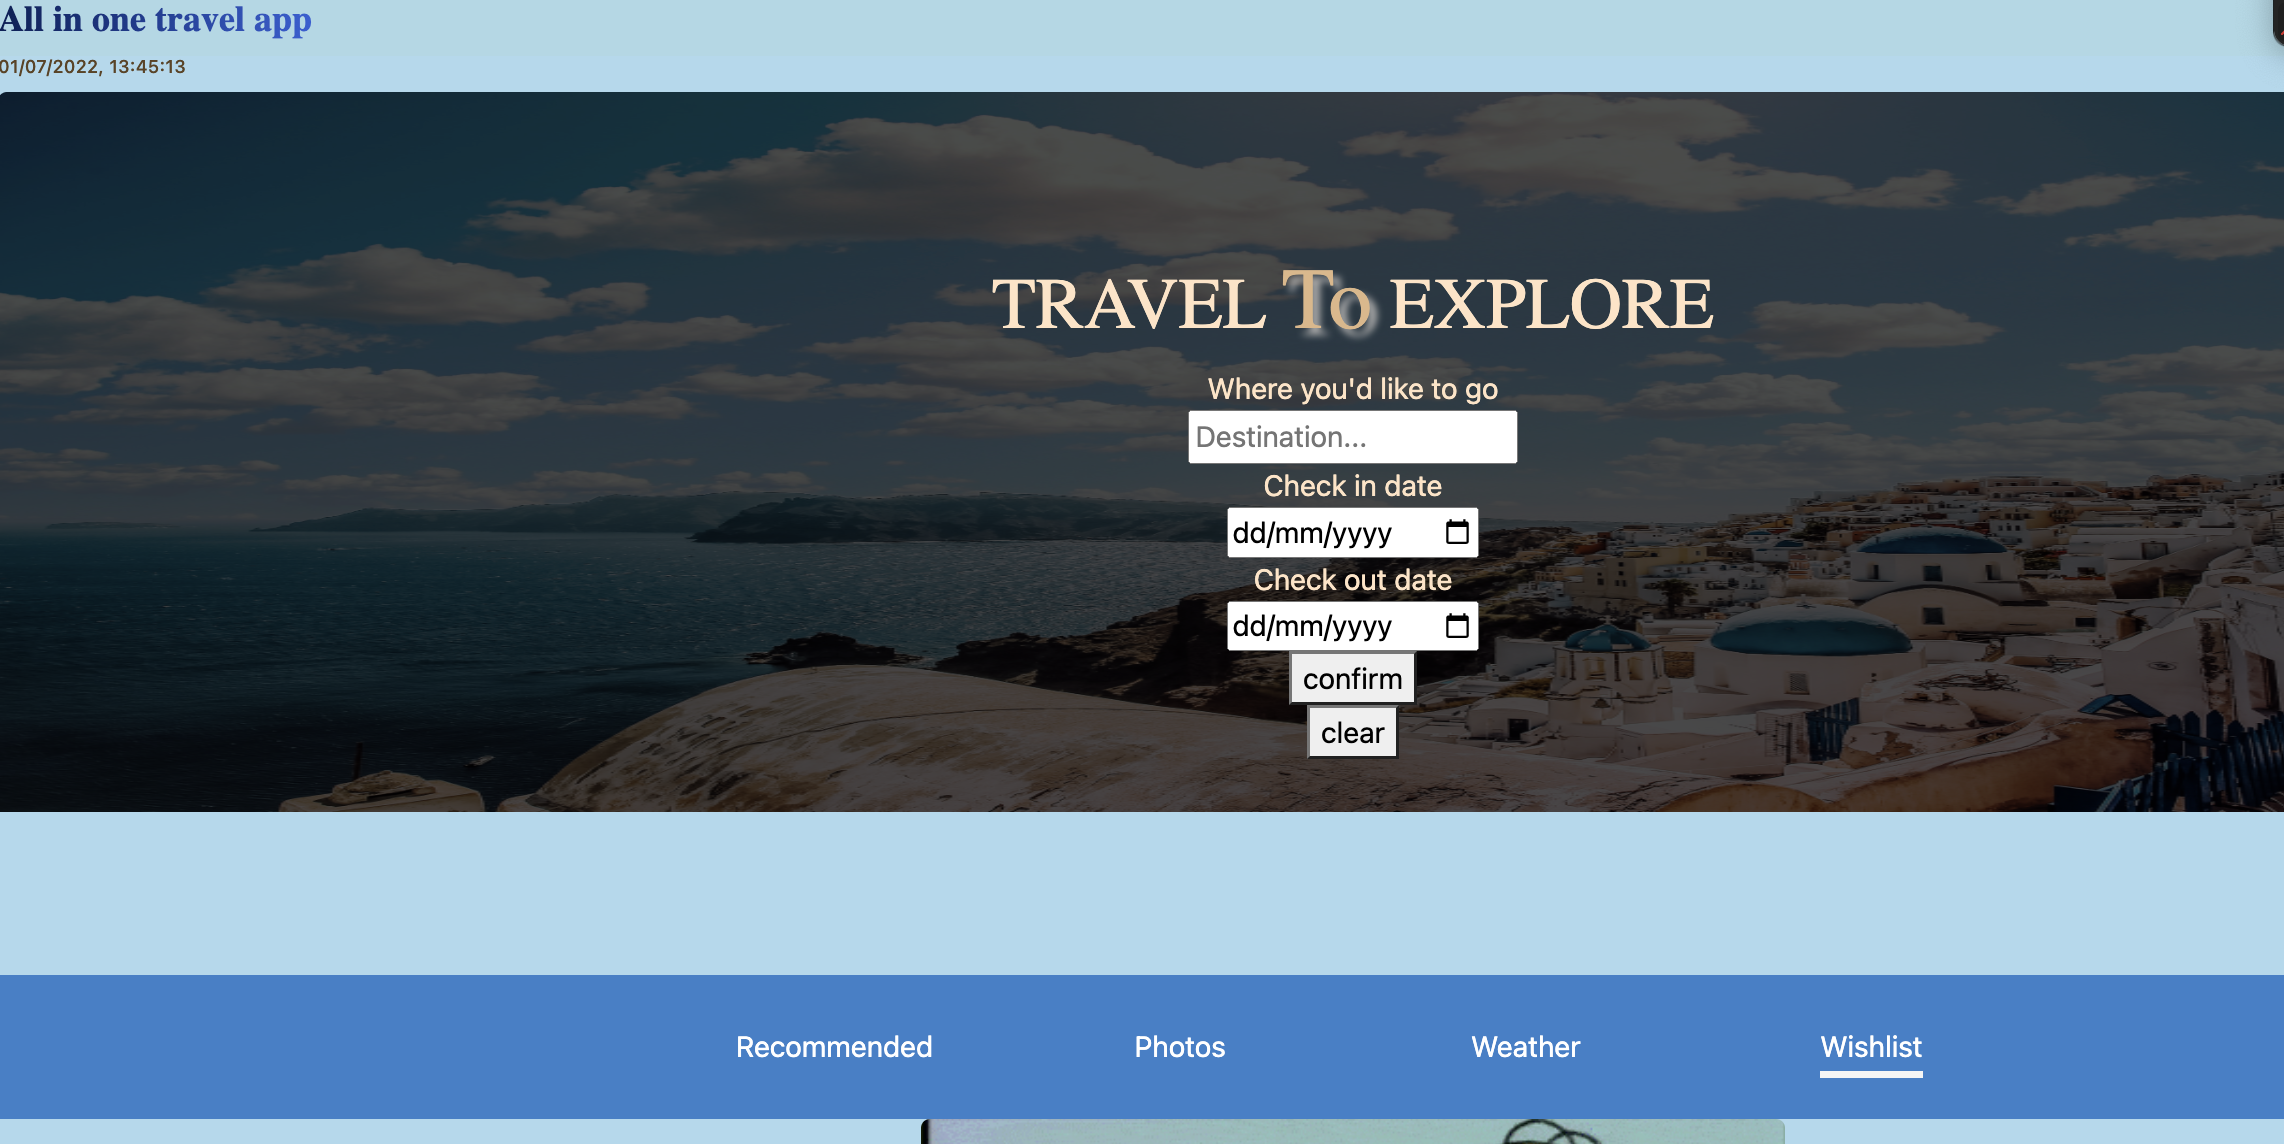 All in one travel app
01/07/2022, 13:45:13
TRAVEL To EXPLORE
Where you'd like to go
Destination...
Check in date
dd/mm/yyyy
Check out date
dd/mm/yyyy
confirm
clear
Recommended Photos Weather Wishlist